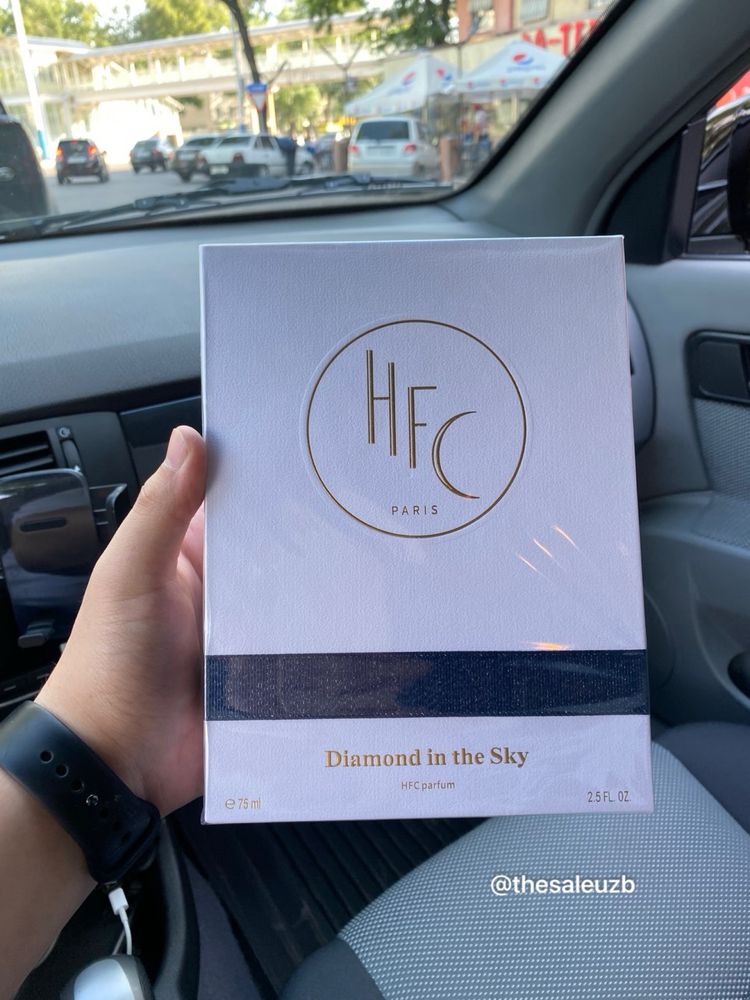 HFC
PARIS
Diamond in the Sky
HFC parfum
℮ 75 ml
2.5 FL. OZ.
@thesaleuzb